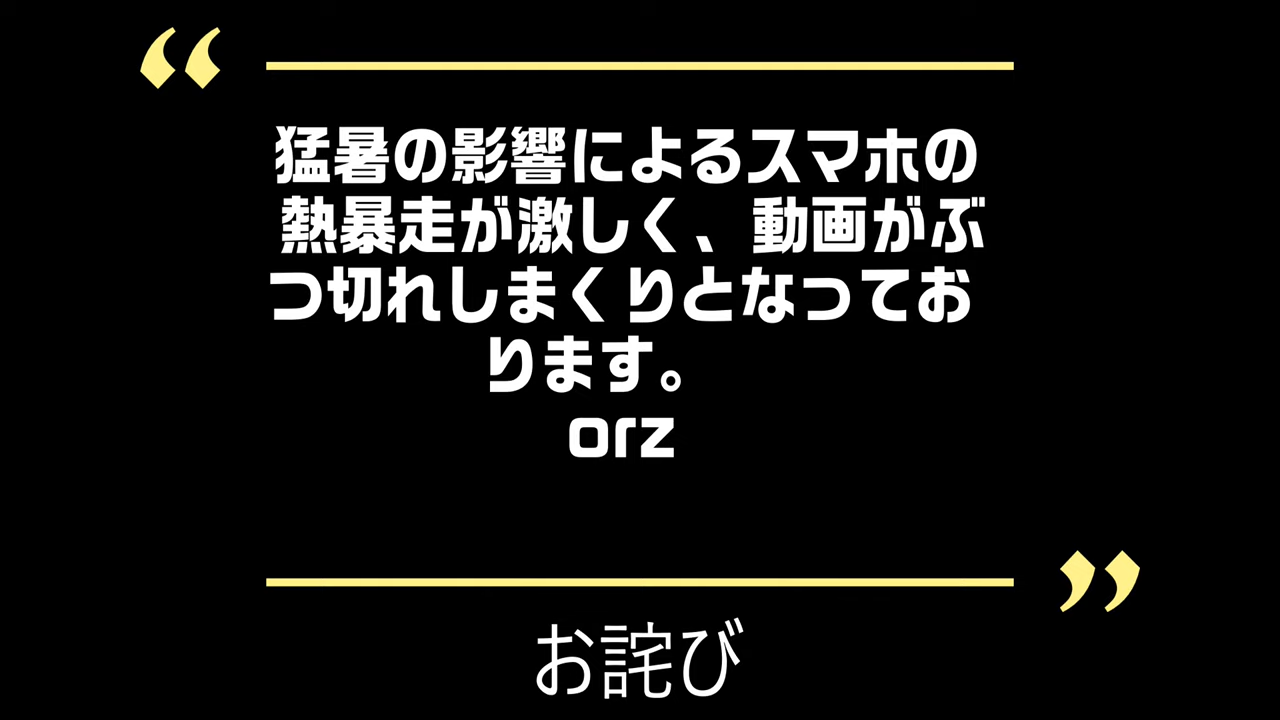 “
猛暑の影響によるスマホの
熱暴走が激しく、動画がぶ
つ切れしまくりとなってお
ります。
orz
”
お詫び